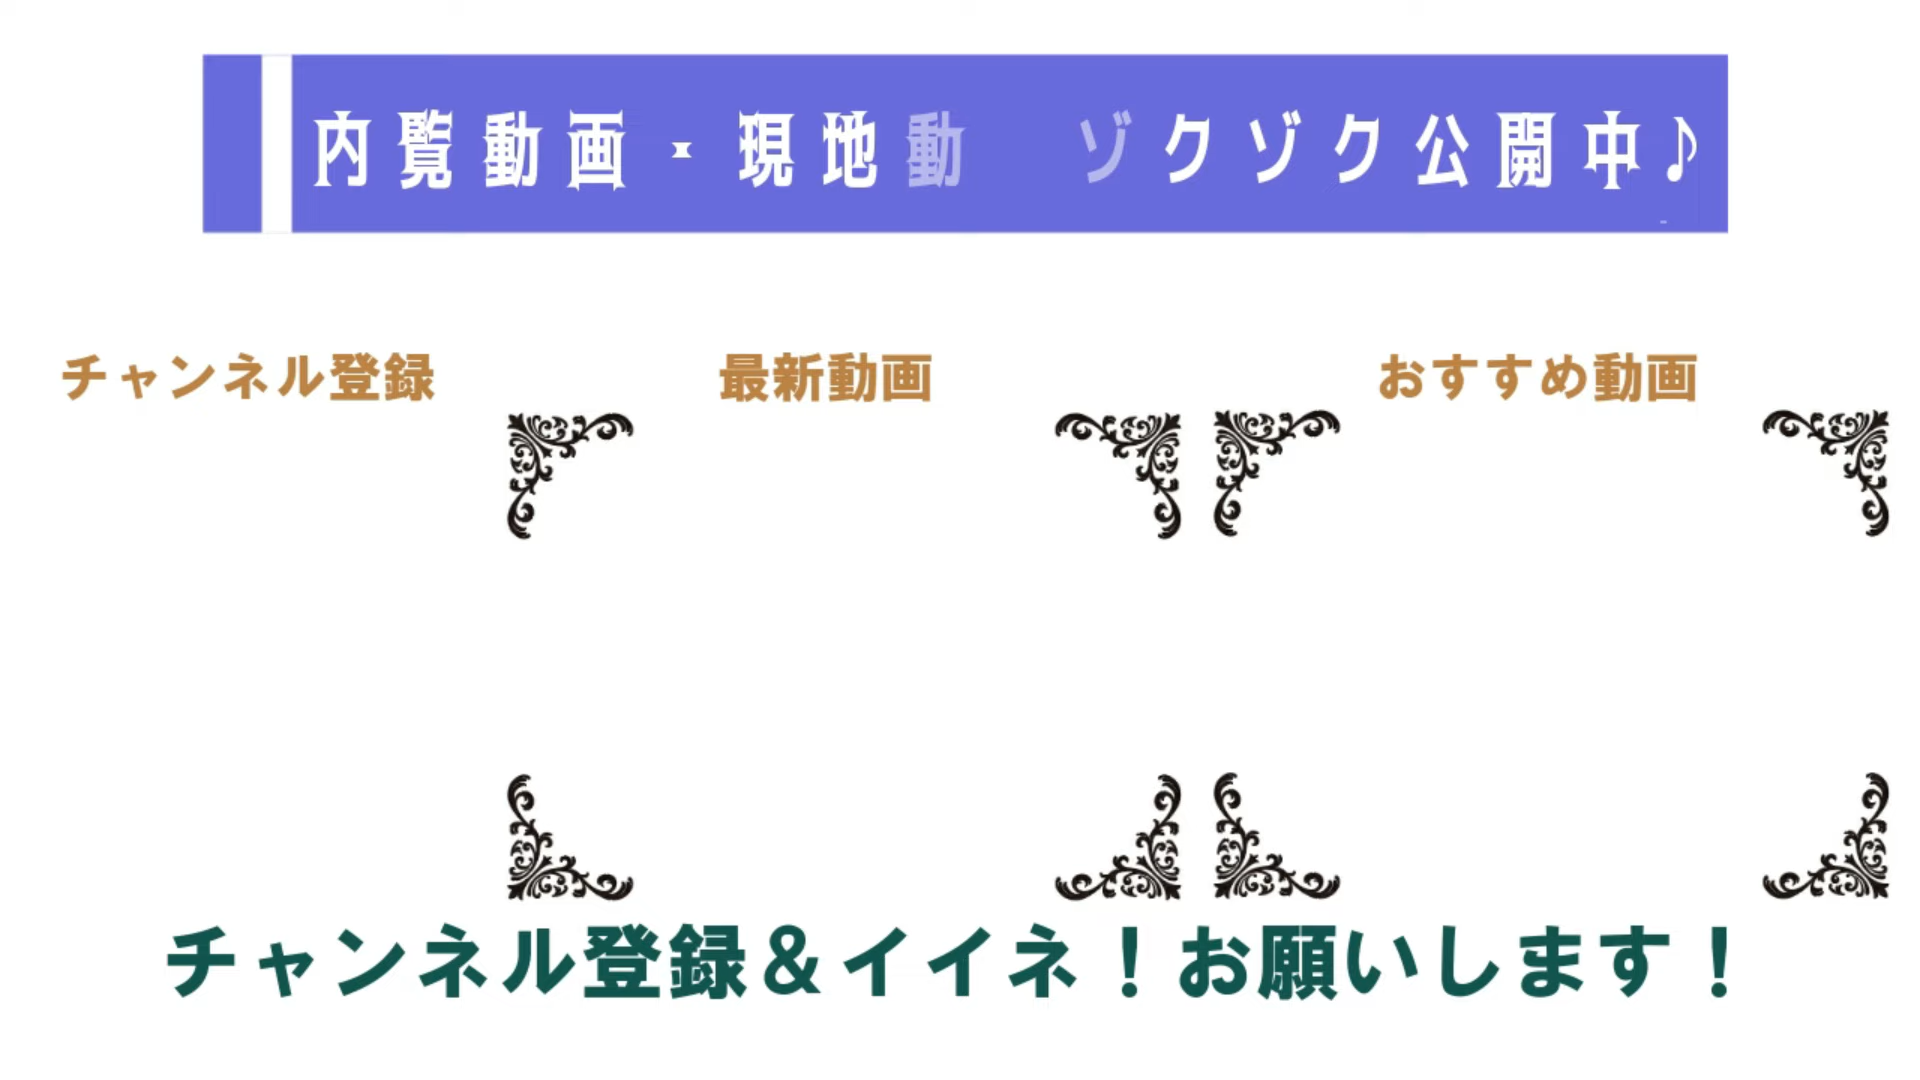 内覧動画・現地動 ゾクゾク公開中♪
チャンネル登録
最新動画
おすすめ動画
チャンネル登録＆イイネ！お願いします！